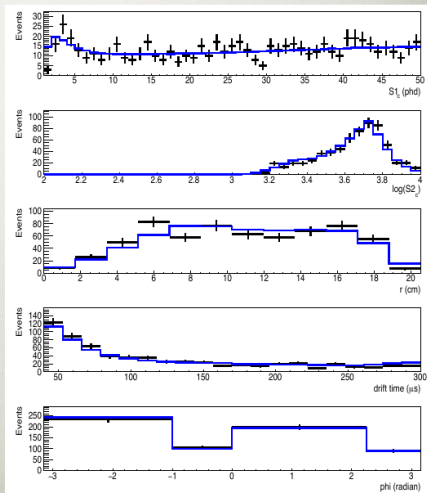 Events
30
25
20
15
10
5
0
0 5 10 15 20 25 30 35 40 45 50
S1c (phd)
Events
100
80
60
40
20
0
2 2.2 2.4 2.6 2.8 3 3.2 3.4 3.6 3.8 4
log(S2c)
Events
100
80
60
40
20
0
0 2 4 6 8 10 12 14 16 18 20
r (cm)
Events
140
120
100
80
60
40
20
0
50 100 150 200 250 300
drift time (μs)
Events
250
200
150
100
50
0
-3 -2 -1 0 1 2 3
phi (radian)